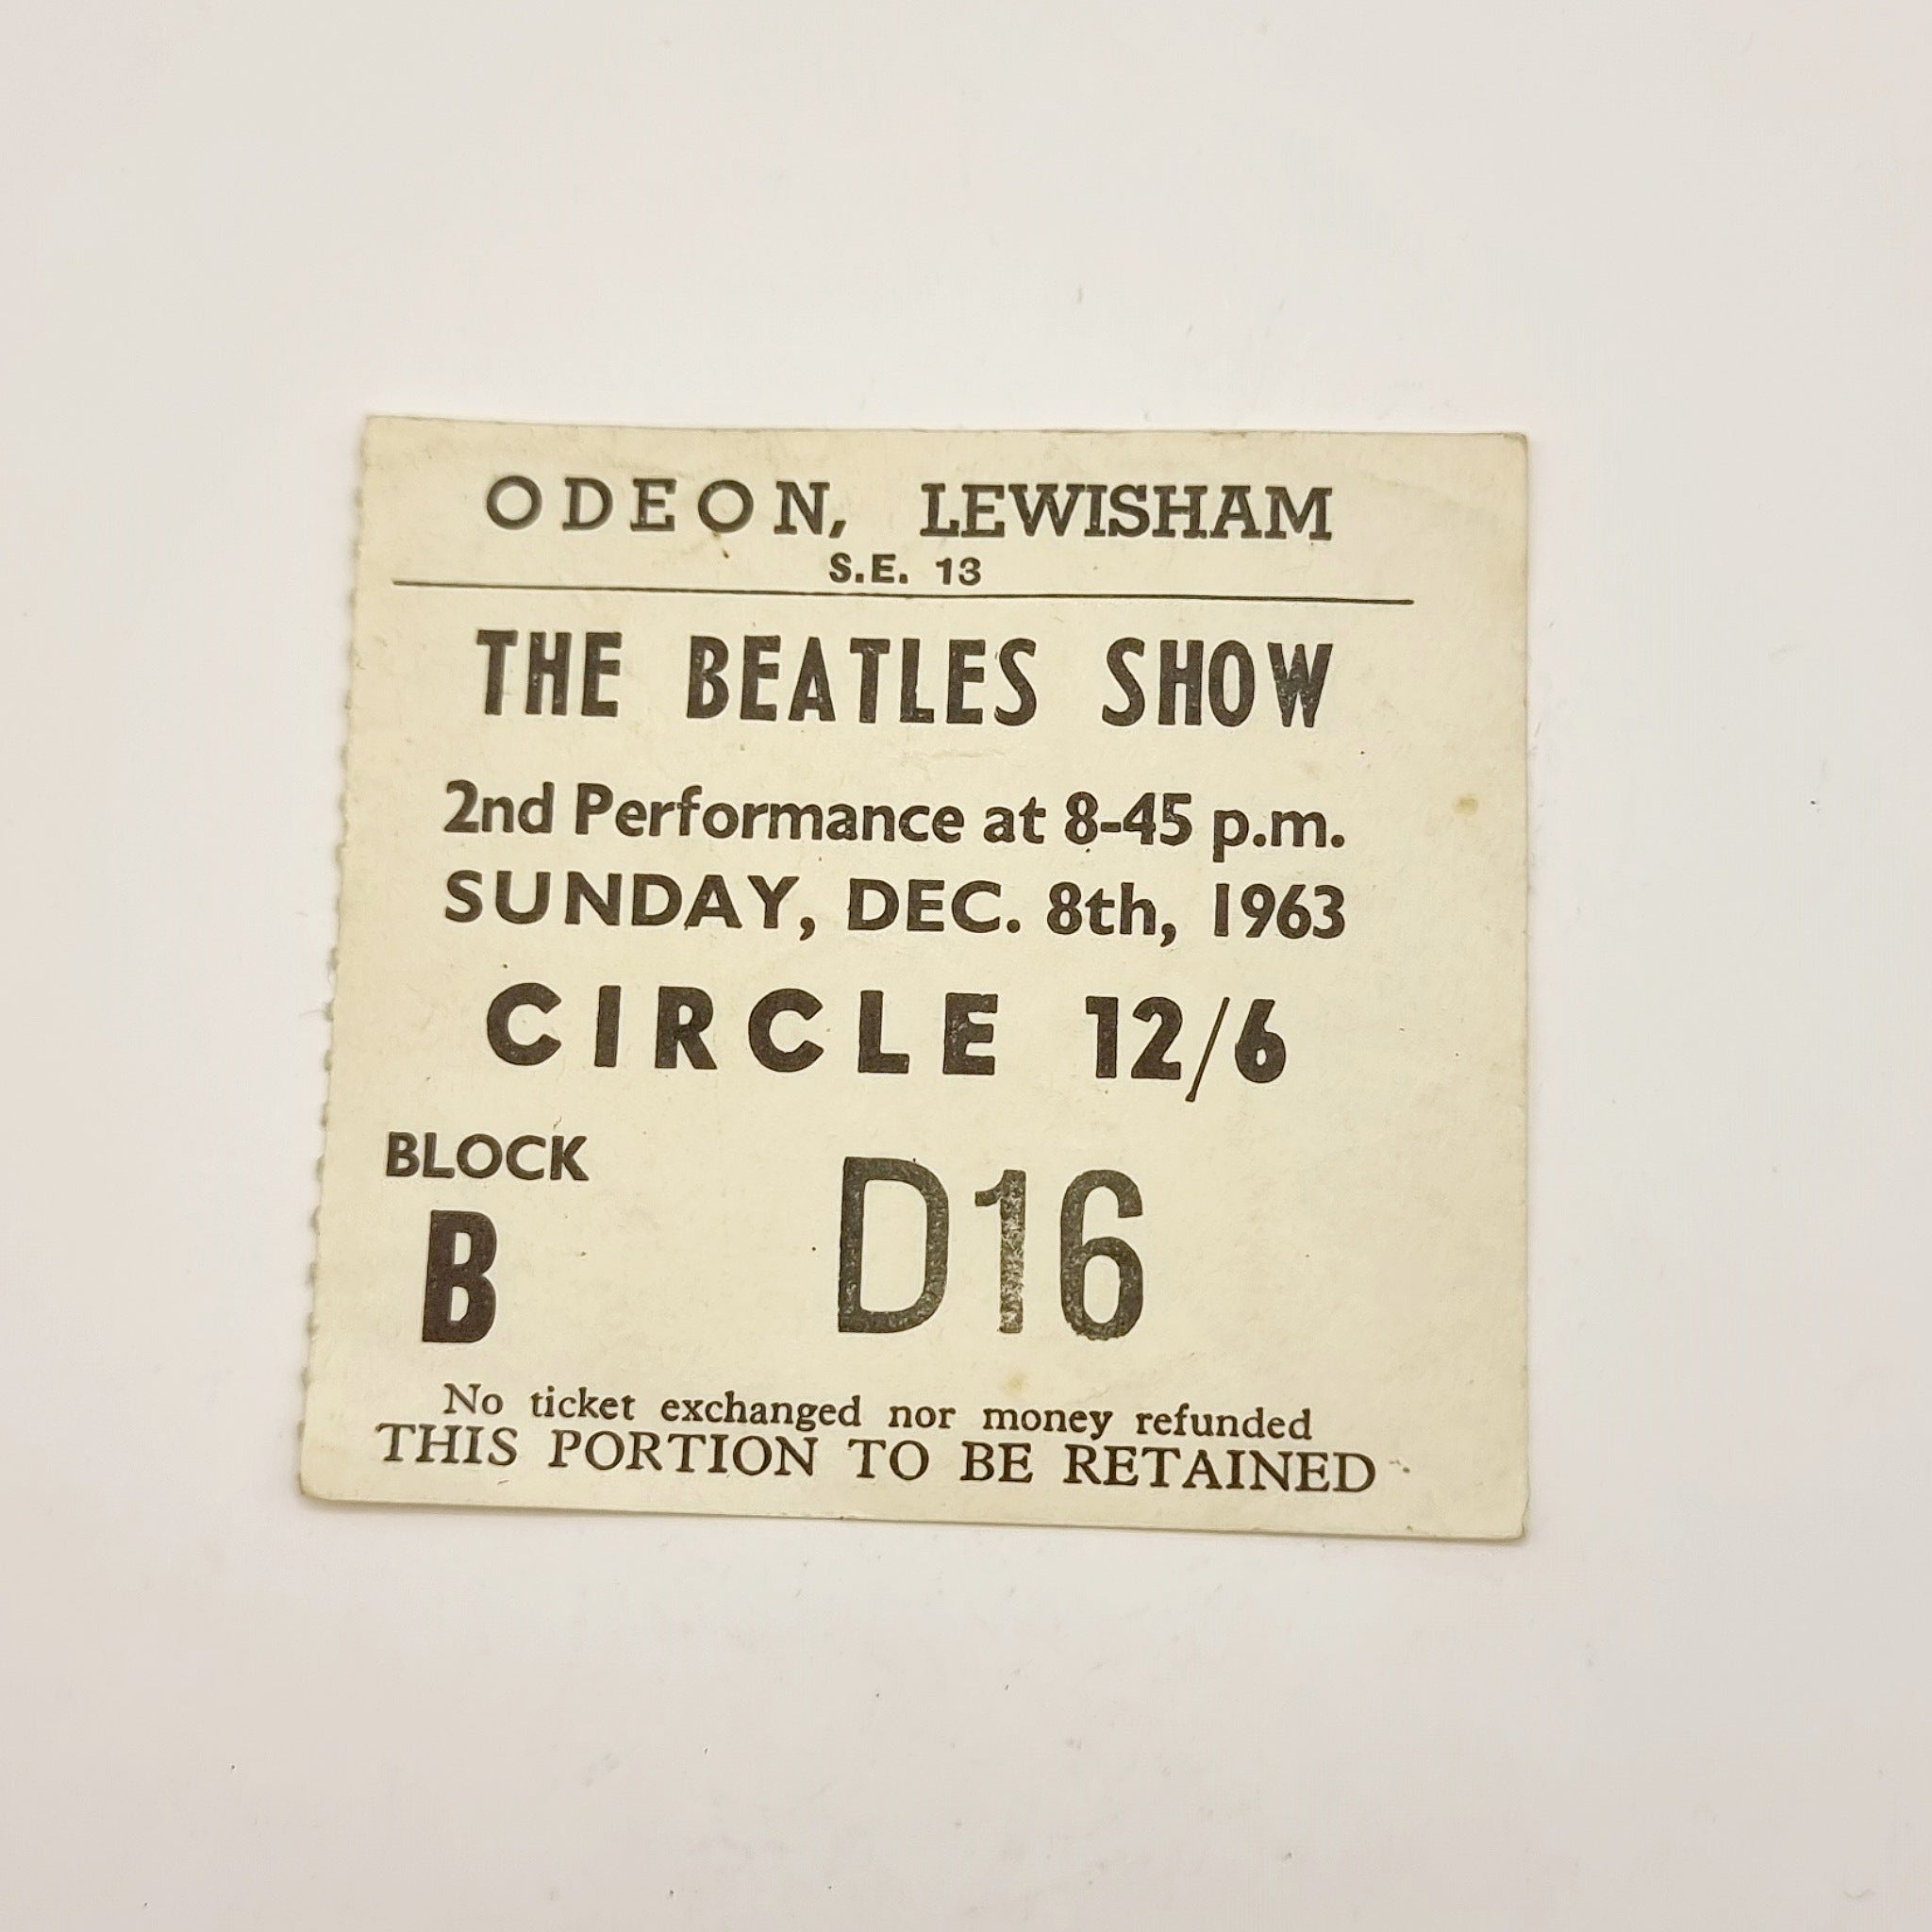 ODEON, LEWISHAM
S.E. 13
THE BEATLES SHOW
2nd Performance at 8-45 p.m.
SUNDAY, DEC. 8th, 1963
CIRCLE 12/6
BLOCK
B D16
No ticket exchanged nor money refunded
THIS PORTION TO BE RETAINED